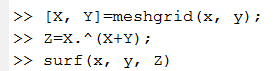 >> [X, Y]=meshgrid(x, y);
>> Z=X.^(X+Y);
>> surf(x, y, Z)